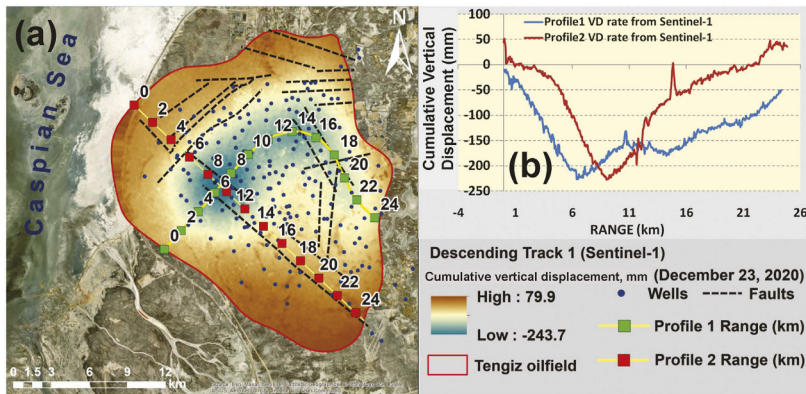 (a)
N
Caspian Sea
0
2
4
6
8
8
10
12
14
16
18
20
22
24
6
4
2
0
12
14
16
18
20
22
24
0 1.5 3 6 9 12
km
Profile1 VD rate from Sentinel-1
Profile2 VD rate from Sentinel-1
Cumulative Vertical
Displacement (mm)
100
50
0
-50
-100
-150
-200
-250
(b)
-4 1 6 11 16 21 26
RANGE (km)
Descending Track 1 (Sentinel-1)
Cumulative vertical displacement, mm (December 23, 2020)
High : 79.9
Low : -243.7
Wells
Faults
Profile 1 Range (km)
Tengiz oilfield
Profile 2 Range (km)